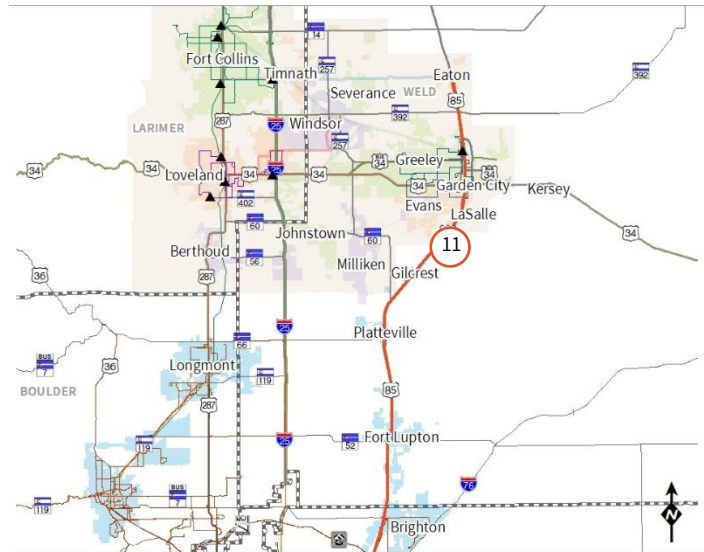 14
Fort Collins
257
Timnath
Eaton
392
Severance
WELD
85
392
287
Windsor
25
LARIMER
257
34
34
25
Greeley
34
Loveland
34
34
34
34
Garden City
Kersey
402
Evans
LaSalle
60
Johnstown
60
34
11
Berthoud
56
Milliken
Gilcrest
36
287
25
Platteville
66
BUS
7
36
Longmont
119
85
BOULDER
287
119
25
52
Fort Lupton
76
119
BUS
7
Brighton
N